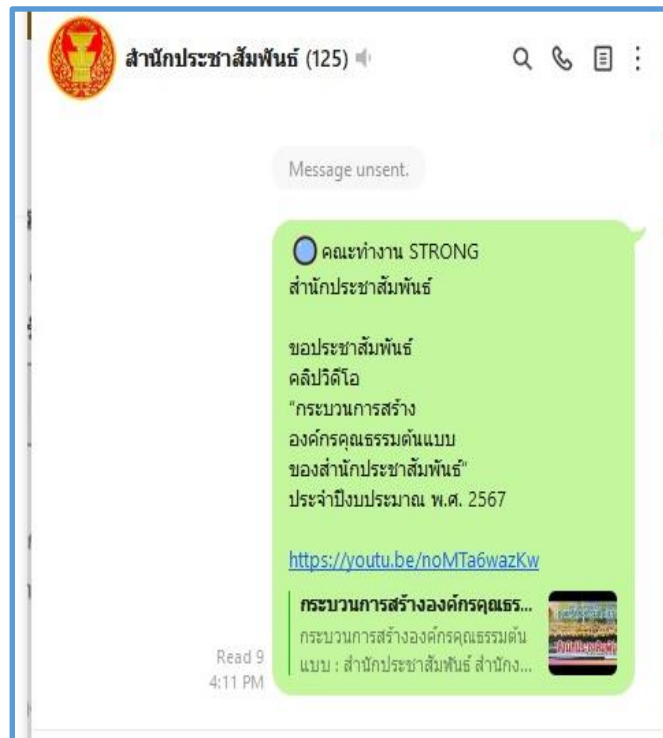 สำนักประชาสัมพันธ์ (125)
Message unsent.
คณะทำงาน STRONG
สำนักประชาสัมพันธ์
ขอประชาสัมพันธ์
คลิปวิดีโอ
"กระบวนการสร้าง
องค์กรคุณธรรมต้นแบบ
ของสำนักประชาสัมพันธ์"
ประจำปีงบประมาณ พ.ศ. 2567
https://youtu.be/noMTa6wazKw
กระบวนการสร้างองค์กรคุณธร...
กระบวนการสร้างองค์กรคุณธรรมต้น
แบบ : สำนักประชาสัมพันธ์ สำนักง...
Read 9
4:11 PM